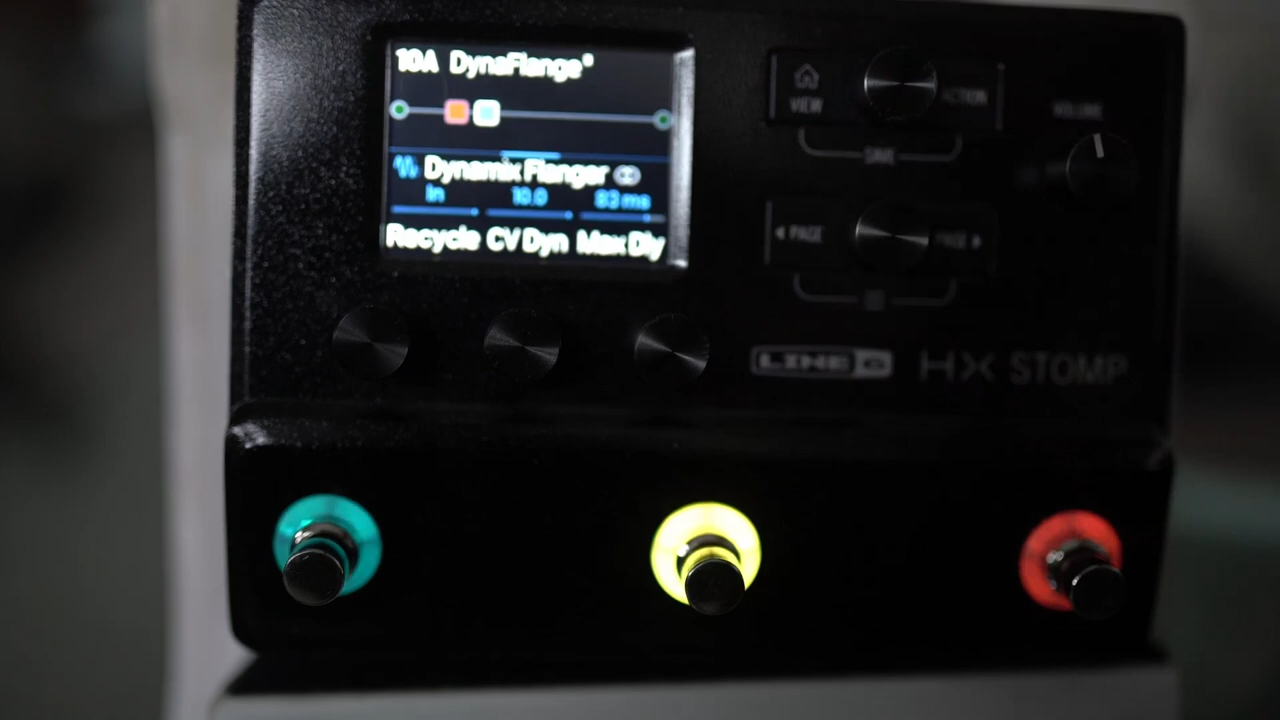 10A DynaFlange*
Dynamix Flanger
In 10.0 83 ms
Recycle CV Dyn Max Dly
VIEW
ACTION
SAVE
VOLUME
PAGE
PAGE
LINE 6
HX STOMP